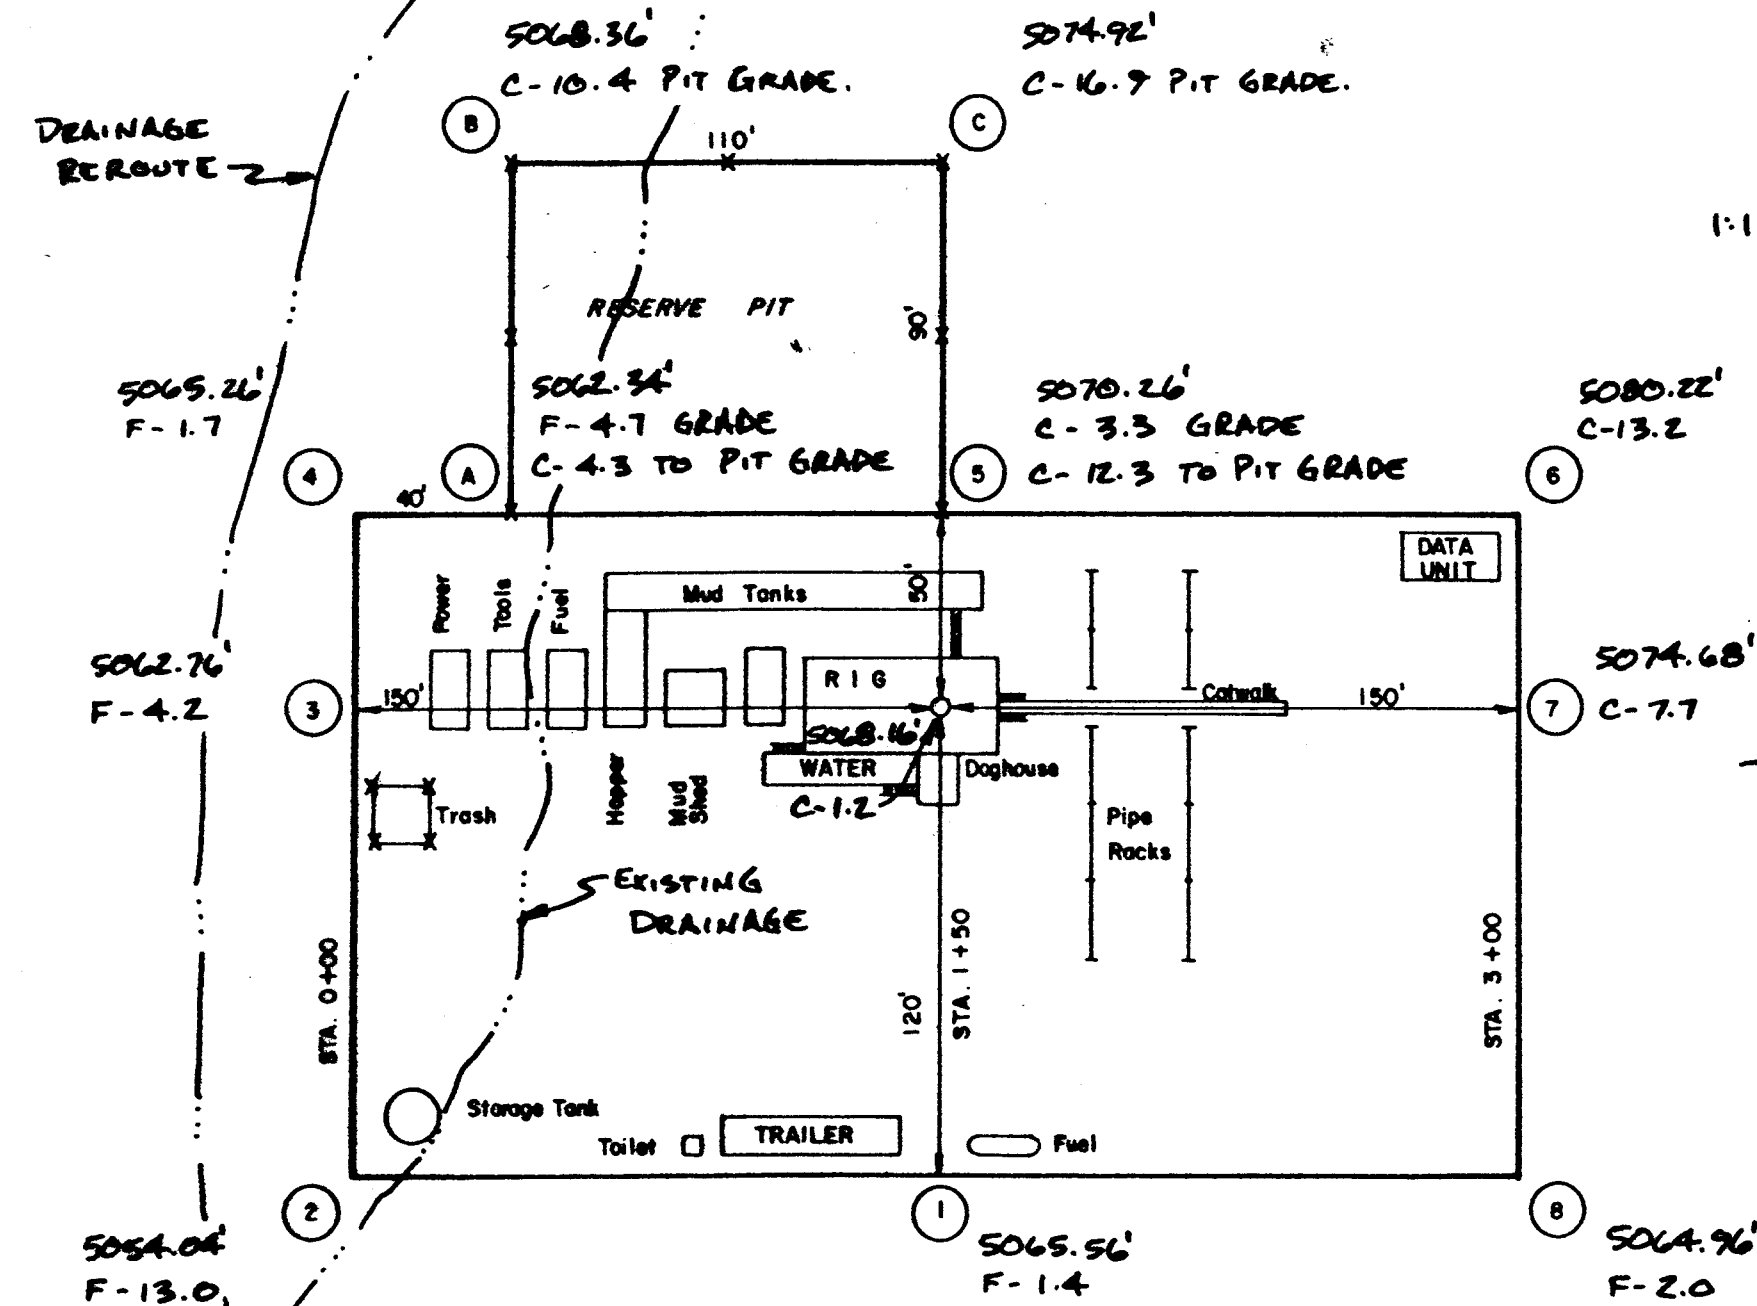 5068.36'
C-10.4 PIT GRADE.
5074.92'
C-16.9 PIT GRADE.
DRAINAGE
REROUTE
B
C
110'
1:1
RESERVE PIT
90'
5065.26'
F-1.7
5062.34'
F-4.7 GRADE
C-4.3 TO PIT GRADE
5070.26'
C-3.3 GRADE
C-12.3 TO PIT GRADE
5080.22'
C-13.2
4
A
5
6
40'
DATA
UNIT
Power
Tools
Fuel
Mud Tanks
50'
5062.76'
F-4.2
3
150'
RIG
Catwalk
150'
7
5074.68'
C-7.7
5068.16'
WATER
Doghouse
C-1.2
Trash
Hopper
Mud
Shed
Pipe
Racks
EXISTING
DRAINAGE
STA. 0+00
120'
STA. 1+50
STA. 3+00
Storage Tank
Toilet
TRAILER
Fuel
2
1
8
5054.04'
F-13.0
5065.56'
F-1.4
5064.96'
F-2.0